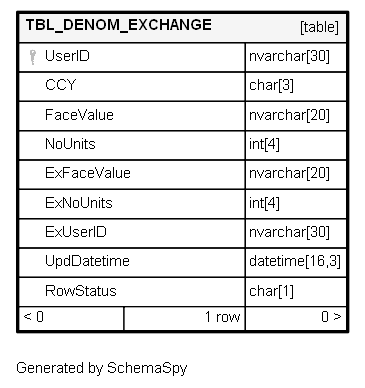 TBL_DENOM_EXCHANGE [table]
UserID nvarchar[30]
CCY char[3]
FaceValue nvarchar[20]
NoUnits int[4]
ExFaceValue nvarchar[20]
ExNoUnits int[4]
ExUserID nvarchar[30]
UpdDatetime datetime[16,3]
RowStatus char[1]
< 0 1 row 0 >
Generated by SchemaSpy